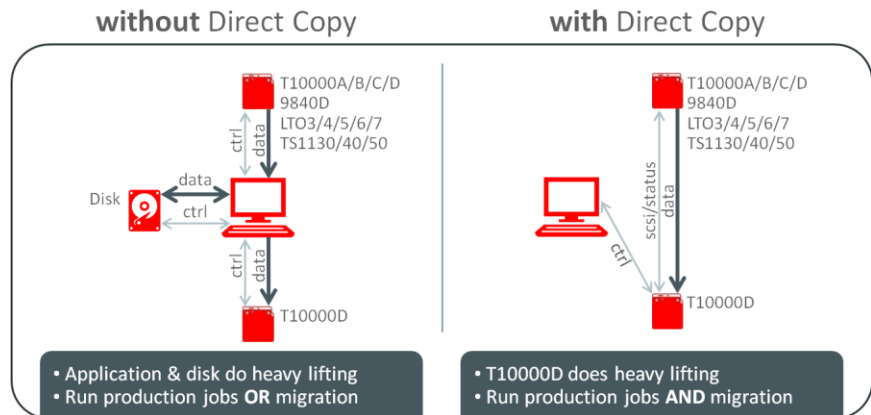 without Direct Copy
T10000A/B/C/D
9840D
LTO3/4/5/6/7
TS1130/40/50
ctrl
data
Disk
data
ctrl
ctrl
data
T10000D
• Application & disk do heavy lifting
• Run production jobs OR migration
with Direct Copy
T10000A/B/C/D
9840D
LTO3/4/5/6/7
TS1130/40/50
scsi/status
data
ctrl
T10000D
• T10000D does heavy lifting
• Run production jobs AND migration